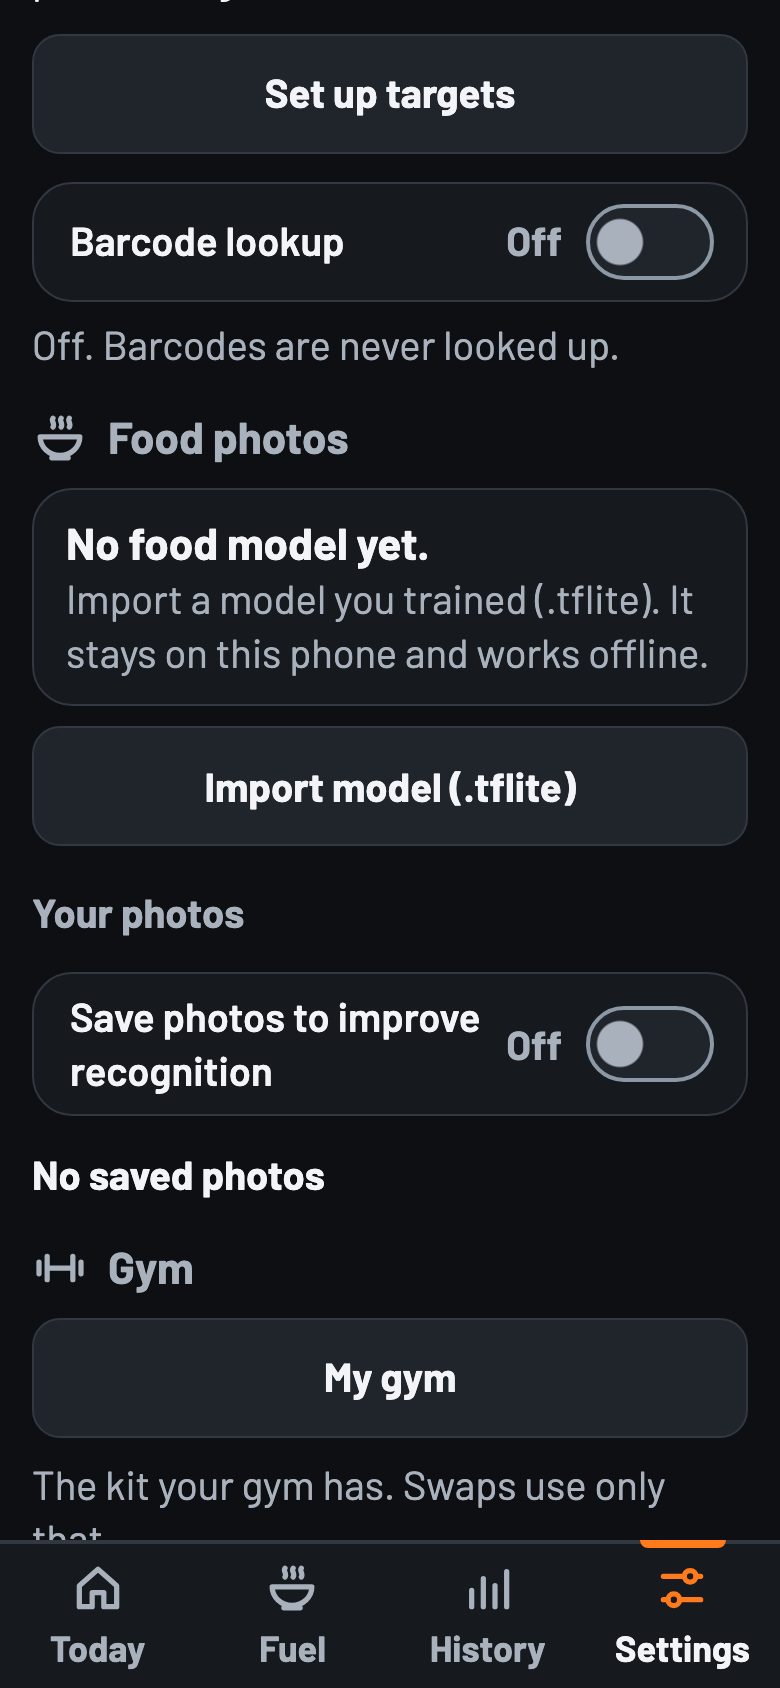 Set up targets
Barcode lookup
Off
Off. Barcodes are never looked up.
Food photos
No food model yet.
Import a model you trained (.tflite). It
stays on this phone and works offline.
Import model (.tflite)
Your photos
Save photos to improve
recognition
Off
No saved photos
Gym
My gym
The kit your gym has. Swaps use only
that
Today
Fuel
History
Settings